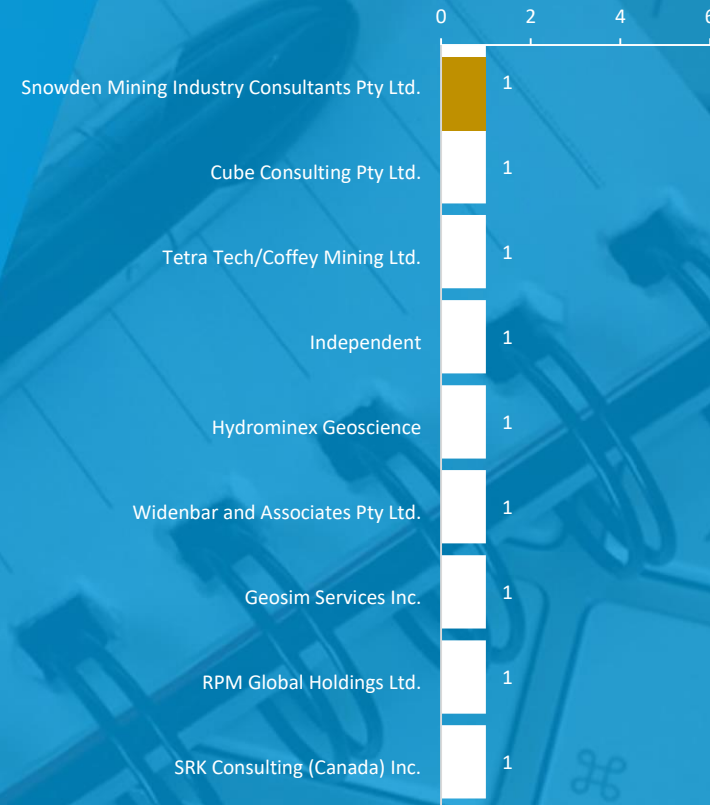 0 2 4 6
Snowden Mining Industry Consultants Pty Ltd. 1
Cube Consulting Pty Ltd. 1
Tetra Tech/Coffey Mining Ltd. 1
Independent 1
Hydrominex Geoscience 1
Widenbar and Associates Pty Ltd. 1
Geosim Services Inc. 1
RPM Global Holdings Ltd. 1
SRK Consulting (Canada) Inc. 1